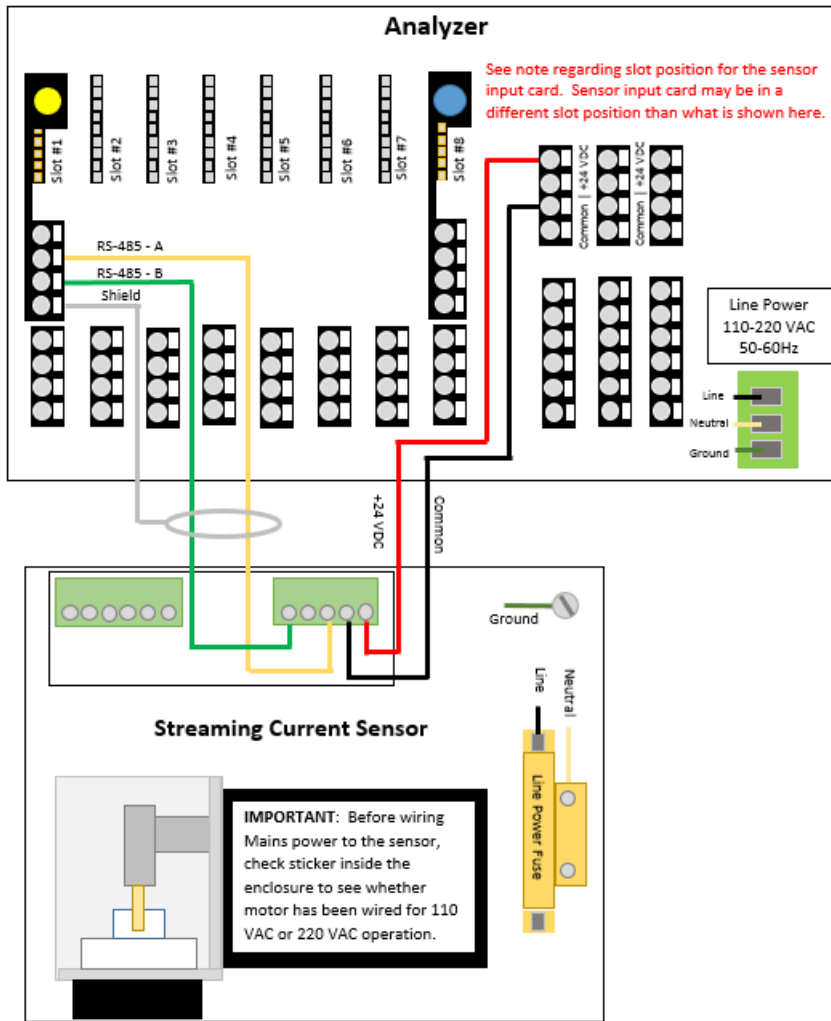 Analyzer
See note regarding slot position for the sensor
input card.  Sensor input card may be in a
different slot position than what is shown here.
Slot #1
Slot #2
Slot #3
Slot #4
Slot #5
Slot #6
Slot #7
Slot #8
Common | +24 VDC
Common | +24 VDC
RS-485 - A
RS-485 - B
Shield
Line Power
110-220 VAC
50-60Hz
Line
Neutral
Ground
+24 VDC
Common
Ground
Line
Neutral
Streaming Current Sensor
Line Power Fuse
IMPORTANT:  Before wiring
Mains power to the sensor,
check sticker inside the
enclosure to see whether
motor has been wired for 110
VAC or 220 VAC operation.